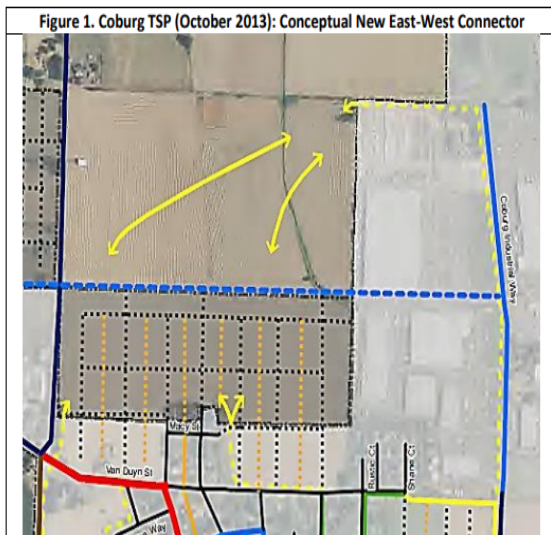 Figure 1. Coburg TSP (October 2013): Conceptual New East-West Connector
Coburg Industrial Way
Macy St
Rustic Ct
Shane Ct
Van Duyn St
Way